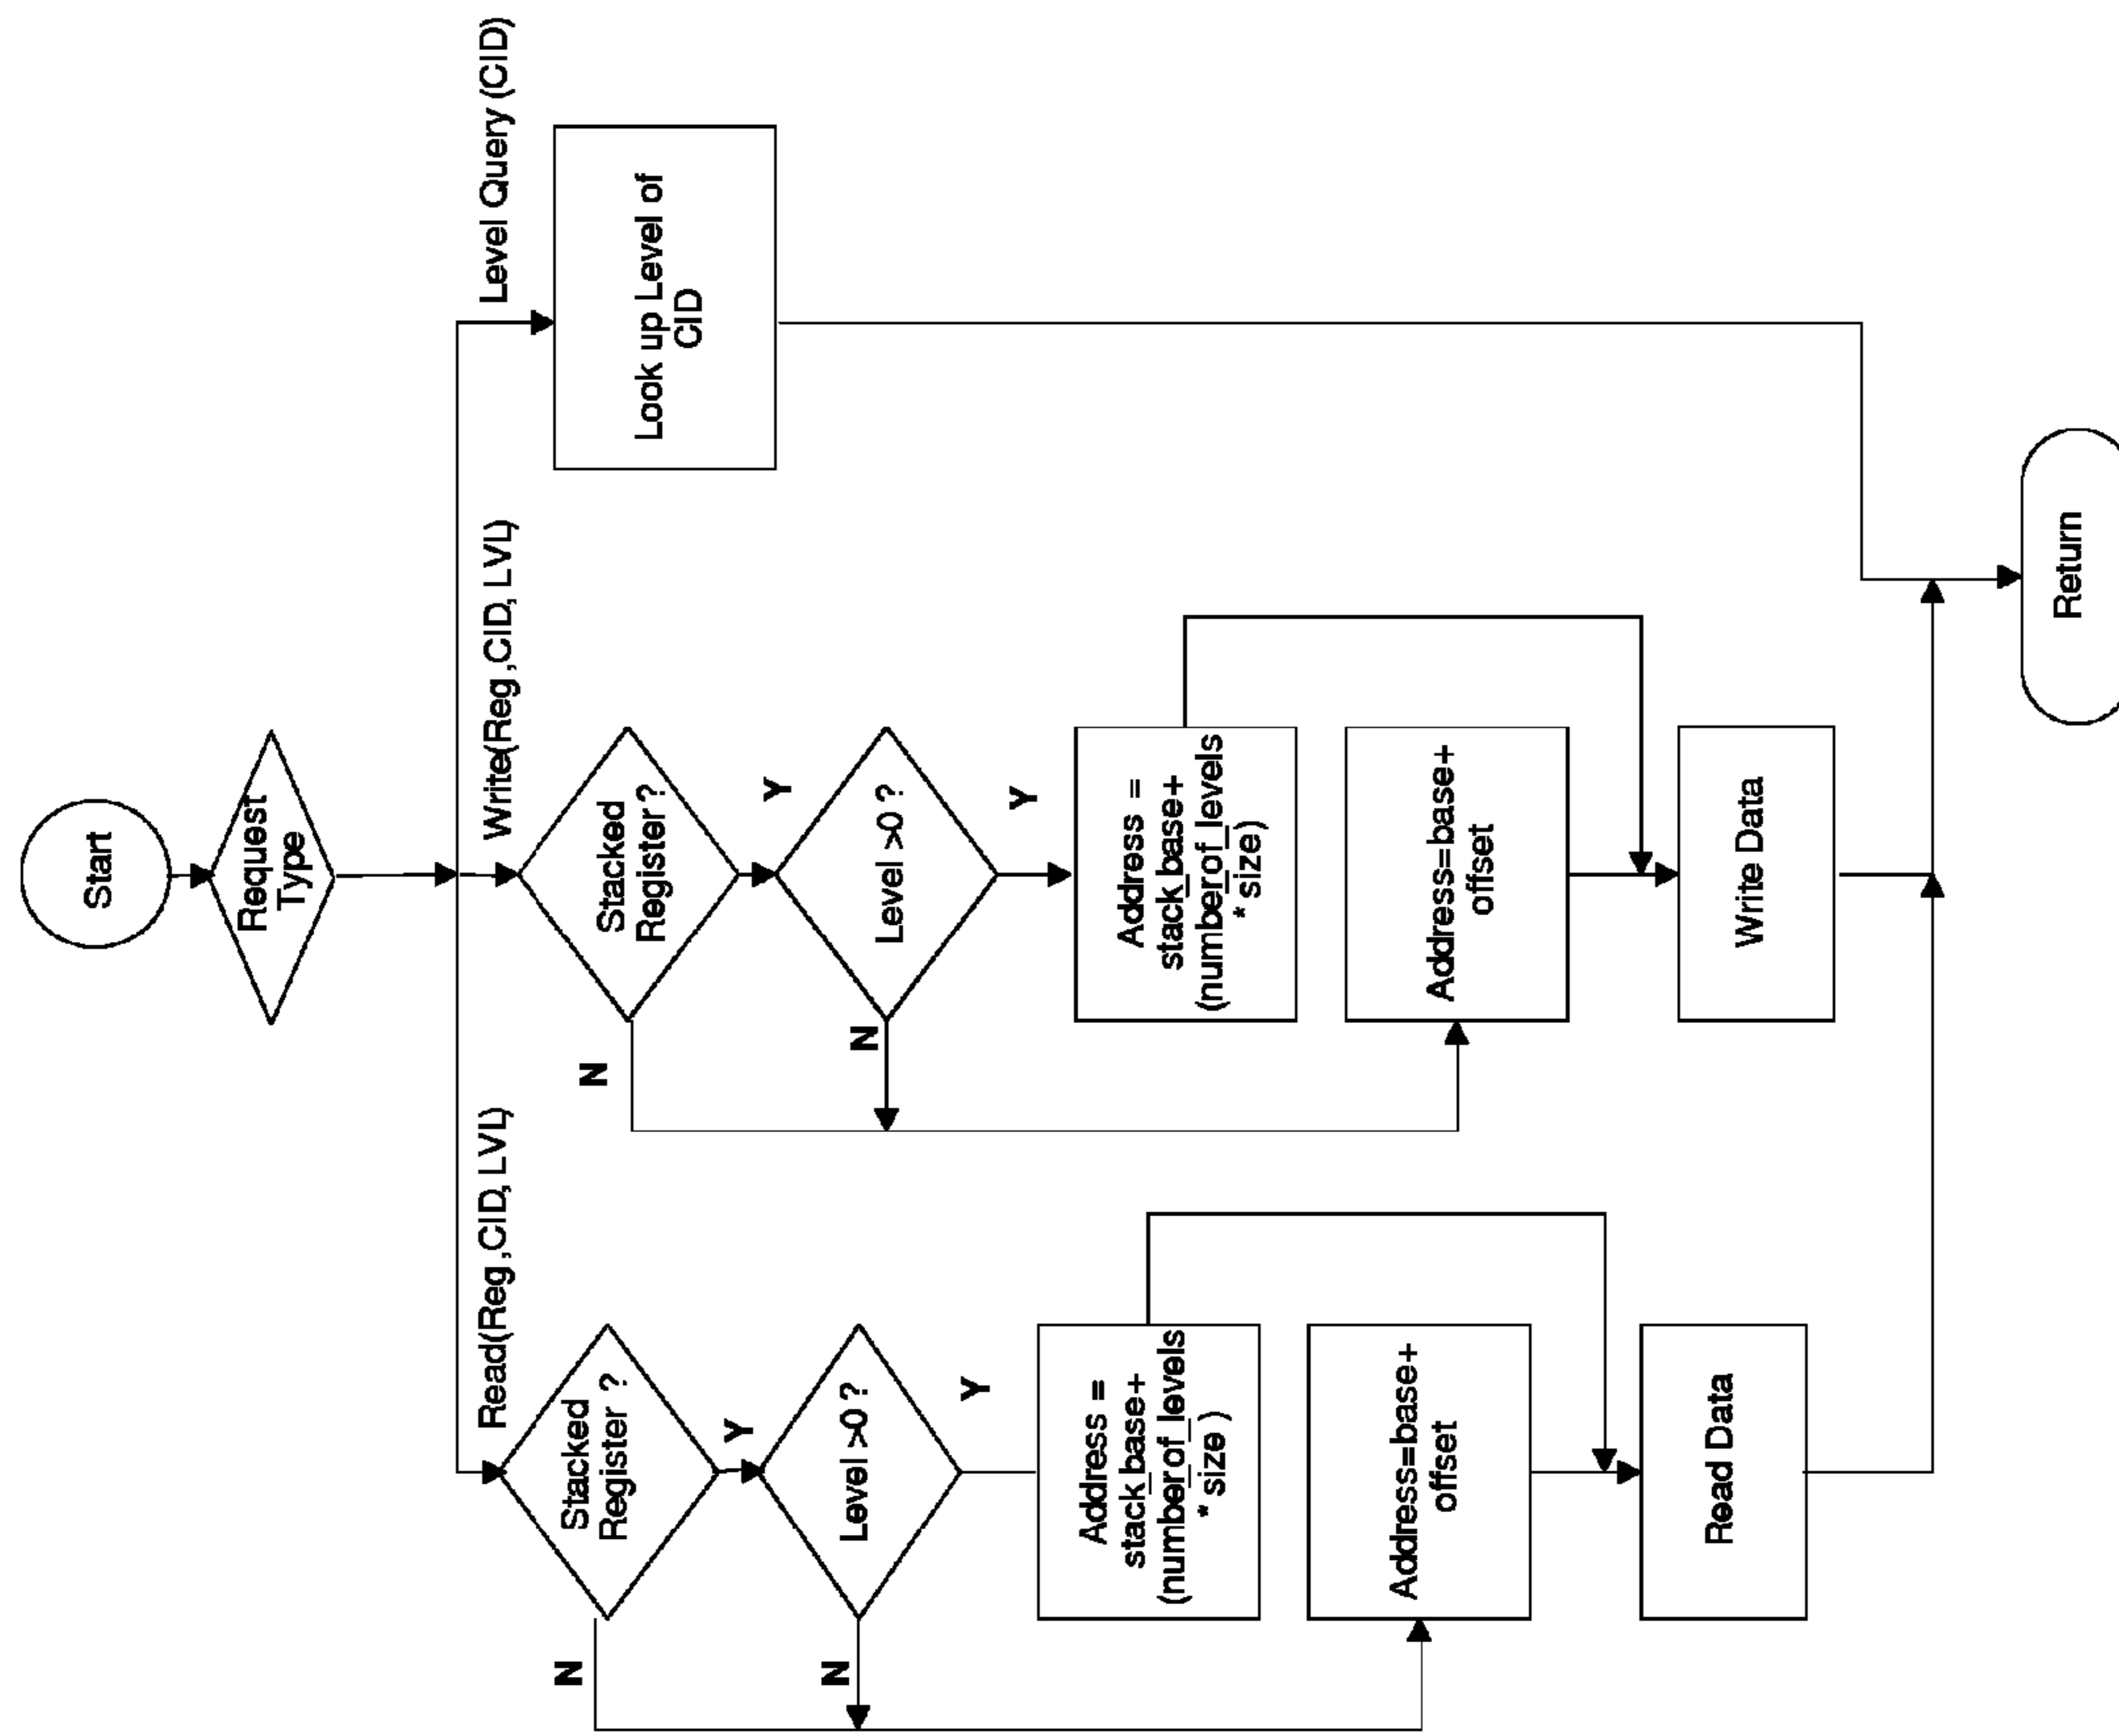 Start
Request
Type
Read(Reg,CID,LVL)
Write(Reg,CID,LVL)
Level Query (CID)
Stacked
Register ?
N
Y
Level >0 ?
N
Y
Address =
stack_base+
(number_of_levels
* size )
Address=base+
offset
Read Data
Stacked
Register ?
N
Y
Level >0 ?
N
Y
Address =
stack_base+
(number_of_levels
* size)
Address=base+
offset
Write Data
Look up Level of
CID
Return